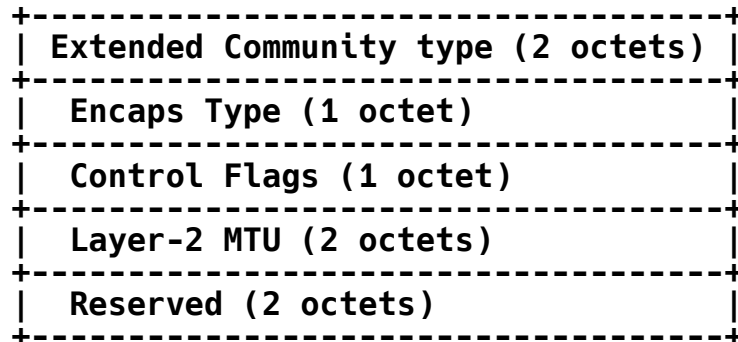 +------------------------------------+
| Extended Community type (2 octets) |
+------------------------------------+
|  Encaps Type (1 octet)             |
+------------------------------------+
|  Control Flags (1 octet)           |
+------------------------------------+
|  Layer-2 MTU (2 octets)            |
+------------------------------------+
|  Reserved (2 octets)               |
+------------------------------------+